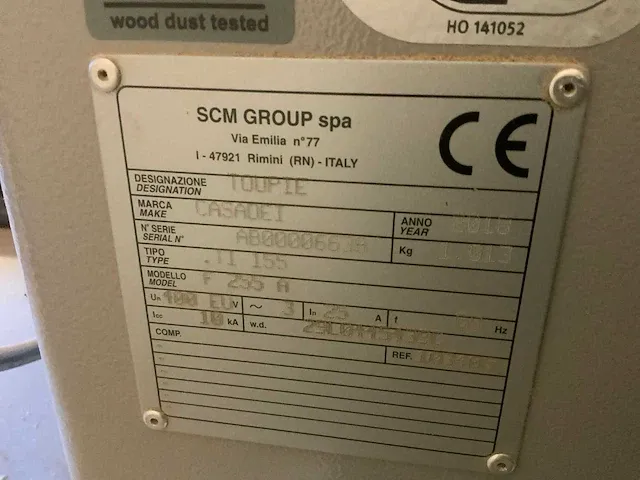 wood dust tested
HO 141052
SCM GROUP spa
Via Emilia n°77
I - 47921 Rimini (RN) - ITALY
CE
DESIGNAZIONE TOUPIE
DESIGNATION
MARCA CASADEI ANNO
MAKE YEAR
N° SERIE
SERIAL N° Kg
TIPO .TI 155
TYPE
MODELLO F 255 A
MODEL
Un 400 EU V ~ 3 In 25 A f Hz
Icc 10 kA w.d.
COMP. REF.